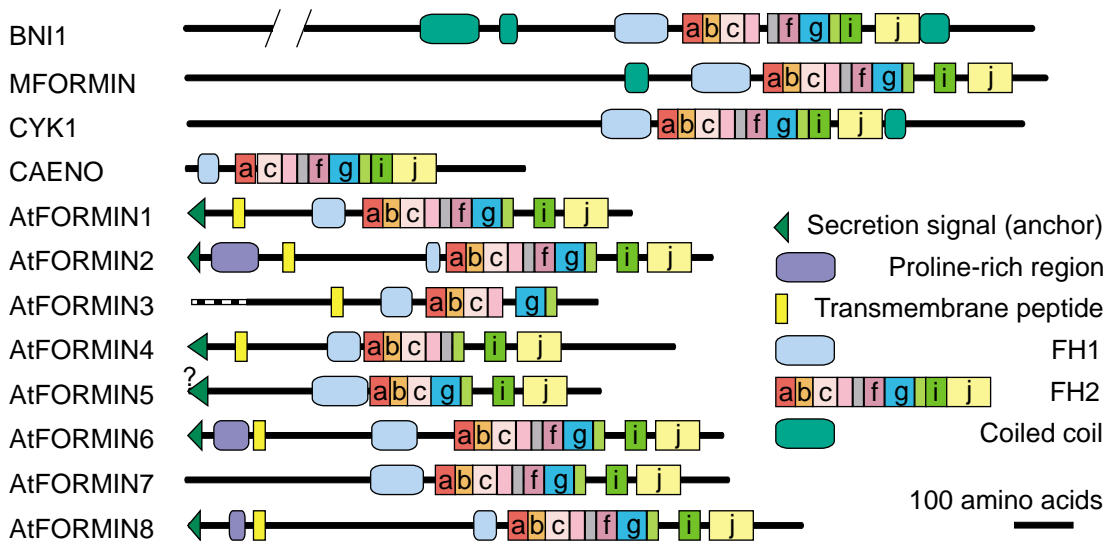 BNI1 a b c f g i j
MFORMIN a b c f g i j
CYK1 a b c f g i j
CAENO a c f g i j
AtFORMIN1 a b c f g i j
AtFORMIN2 a b c f g i j
AtFORMIN3 a b c g
AtFORMIN4 a b c i j
? AtFORMIN5 a b c g i j
AtFORMIN6 a b c f g i j
AtFORMIN7 a b c f g i j
AtFORMIN8 a b c f g i j
Secretion signal (anchor)
Proline-rich region
Transmembrane peptide
FH1
a b c f g i j FH2
Coiled coil
100 amino acids